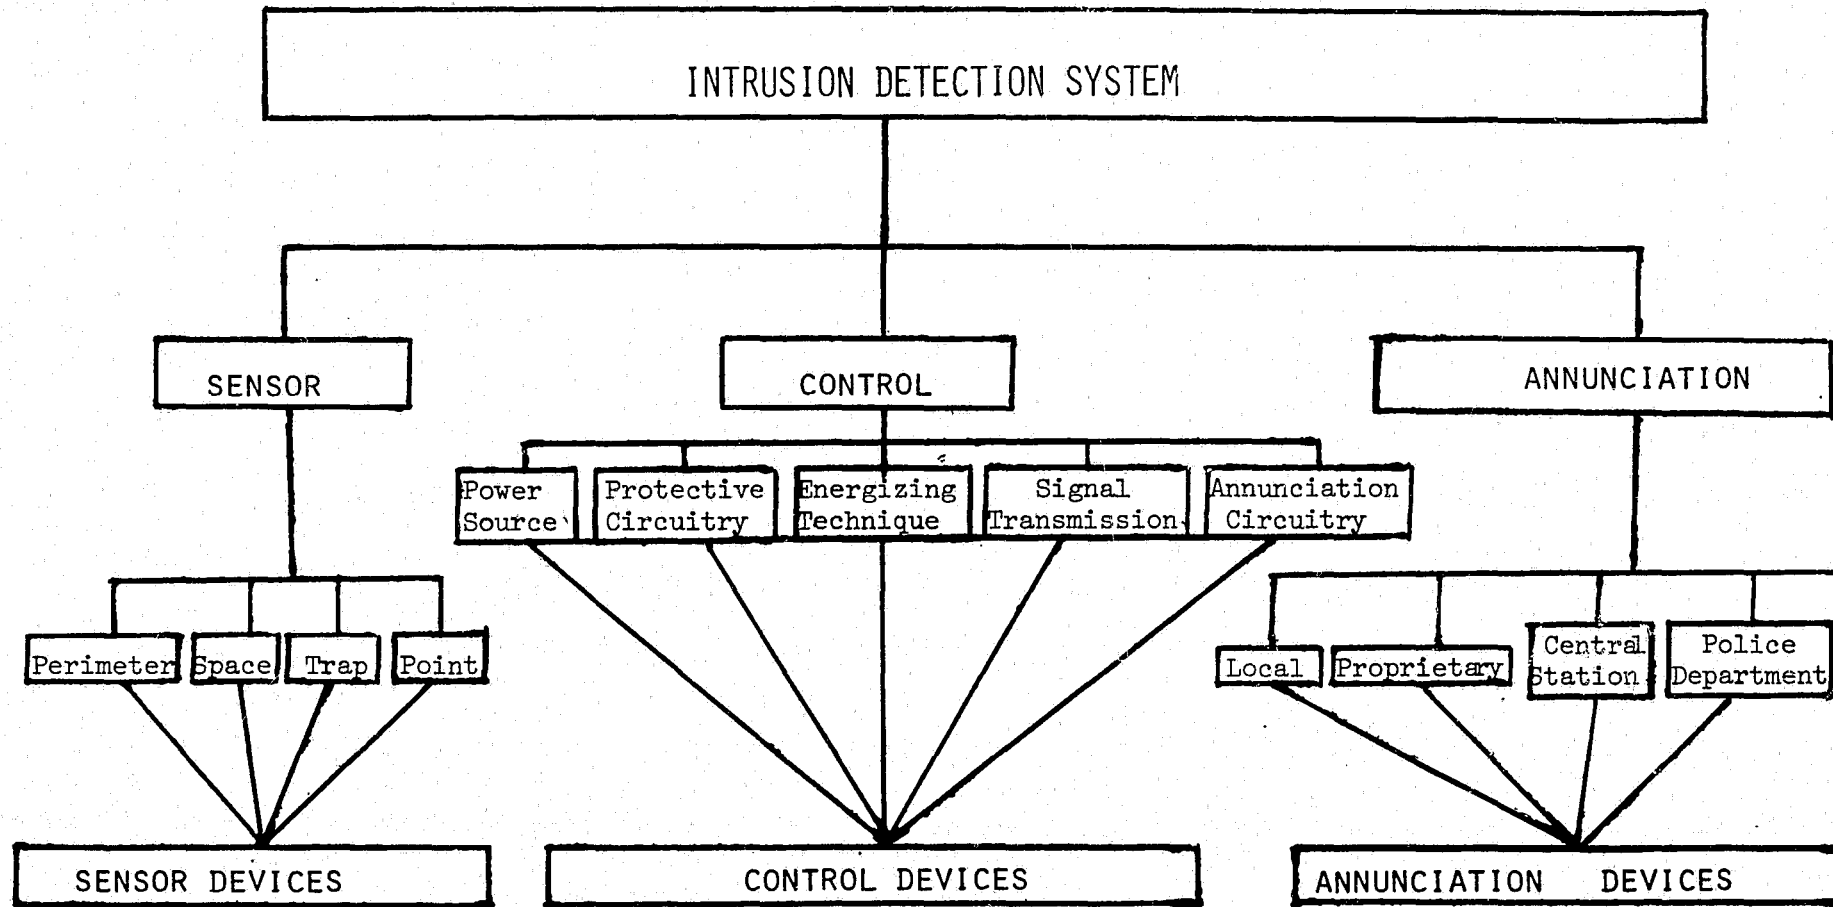 INTRUSION DETECTION SYSTEM
SENSOR
CONTROL
ANNUNCIATION
Power
Source
Protective
Circuitry
Energizing
Technique
Signal
Transmission
Annunciation
Circuitry
Perimeter
Space
Trap
Point
Local
Proprietary
Central
Station
Police
Department
SENSOR DEVICES
CONTROL DEVICES
ANNUNCIATION DEVICES